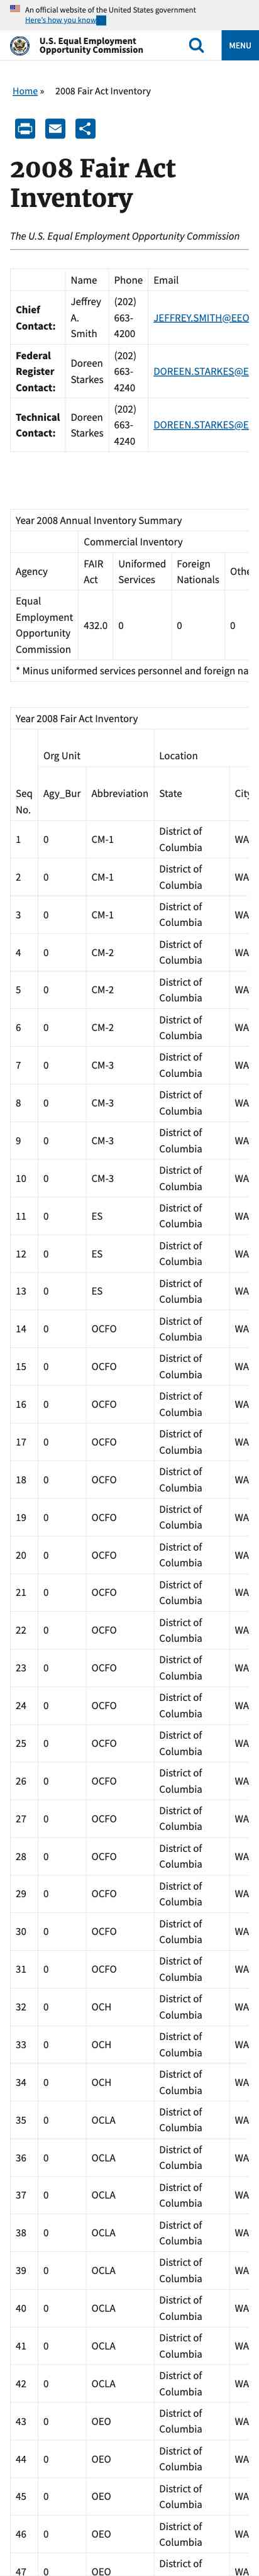 An official website of the United States government
Here's how you know
U.S. Equal Employment
Opportunity Commission
MENU
Home » 2008 Fair Act Inventory
2008 Fair Act
Inventory
The U.S. Equal Employment Opportunity Commission
Name Phone Email
Chief Contact: Jeffrey A. Smith (202) 663-4200 JEFFREY.SMITH@EEO
Federal Register Contact: Doreen Starkes (202) 663-4240 DOREEN.STARKES@E
Technical Contact: Doreen Starkes (202) 663-4240 DOREEN.STARKES@E
Year 2008 Annual Inventory Summary
Commercial Inventory
Agency FAIR Act Uniformed Services Foreign Nationals Othe
Equal Employment Opportunity Commission 432.0 0 0 0
* Minus uniformed services personnel and foreign na
Year 2008 Fair Act Inventory
Org Unit Location
Seq No. Agy_Bur Abbreviation State City
1 0 CM-1 District of Columbia WA
2 0 CM-1 District of Columbia WA
3 0 CM-1 District of Columbia WA
4 0 CM-2 District of Columbia WA
5 0 CM-2 District of Columbia WA
6 0 CM-2 District of Columbia WA
7 0 CM-3 District of Columbia WA
8 0 CM-3 District of Columbia WA
9 0 CM-3 District of Columbia WA
10 0 CM-3 District of Columbia WA
11 0 ES District of Columbia WA
12 0 ES District of Columbia WA
13 0 ES District of Columbia WA
14 0 OCFO District of Columbia WA
15 0 OCFO District of Columbia WA
16 0 OCFO District of Columbia WA
17 0 OCFO District of Columbia WA
18 0 OCFO District of Columbia WA
19 0 OCFO District of Columbia WA
20 0 OCFO District of Columbia WA
21 0 OCFO District of Columbia WA
22 0 OCFO District of Columbia WA
23 0 OCFO District of Columbia WA
24 0 OCFO District of Columbia WA
25 0 OCFO District of Columbia WA
26 0 OCFO District of Columbia WA
27 0 OCFO District of Columbia WA
28 0 OCFO District of Columbia WA
29 0 OCFO District of Columbia WA
30 0 OCFO District of Columbia WA
31 0 OCFO District of Columbia WA
32 0 OCH District of Columbia WA
33 0 OCH District of Columbia WA
34 0 OCH District of Columbia WA
35 0 OCLA District of Columbia WA
36 0 OCLA District of Columbia WA
37 0 OCLA District of Columbia WA
38 0 OCLA District of Columbia WA
39 0 OCLA District of Columbia WA
40 0 OCLA District of Columbia WA
41 0 OCLA District of Columbia WA
42 0 OCLA District of Columbia WA
43 0 OEO District of Columbia WA
44 0 OEO District of Columbia WA
45 0 OEO District of Columbia WA
46 0 OEO District of Columbia WA
47 0 OEO District of WA